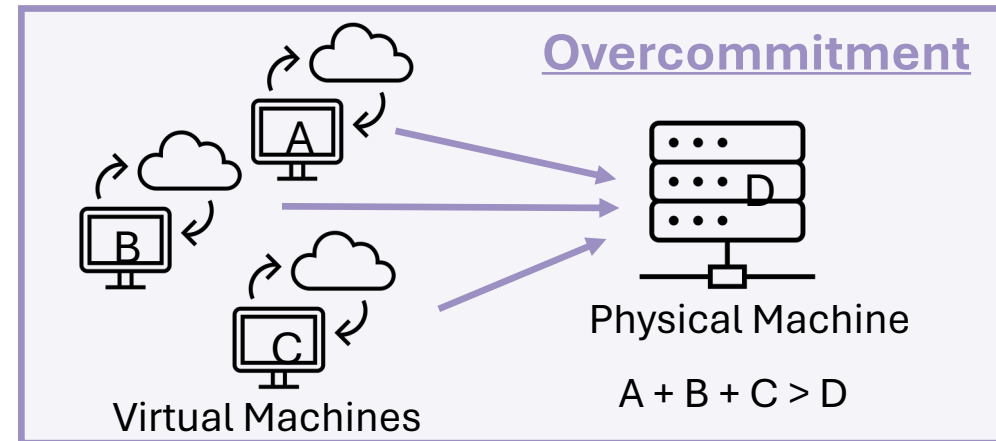 Overcommitment
A
B
C
D
Virtual Machines
Physical Machine
A + B + C > D